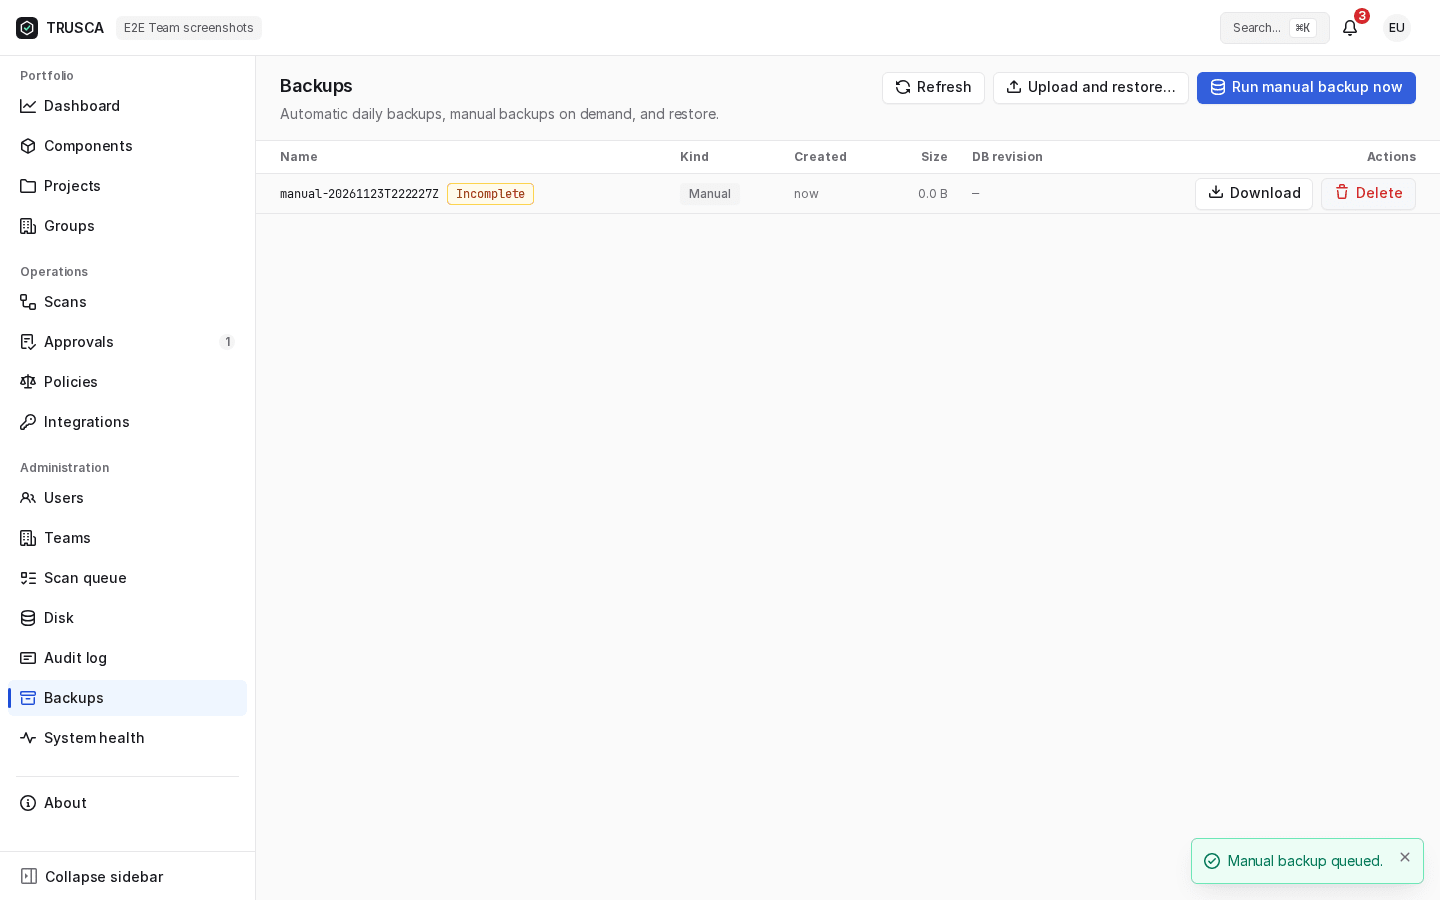 TRUSCA
E2E Team screenshots
Search...
⌘K
3
EU
Portfolio
Dashboard
Components
Projects
Groups
Operations
Scans
Approvals
1
Policies
Integrations
Administration
Users
Teams
Scan queue
Disk
Audit log
Backups
System health
About
Collapse sidebar
Backups
Automatic daily backups, manual backups on demand, and restore.
Refresh
Upload and restore…
Run manual backup now
Name
Kind
Created
Size
DB revision
Actions
manual-20261123T222227Z
Incomplete
Manual
now
0.0 B
—
Download
Delete
Manual backup queued.